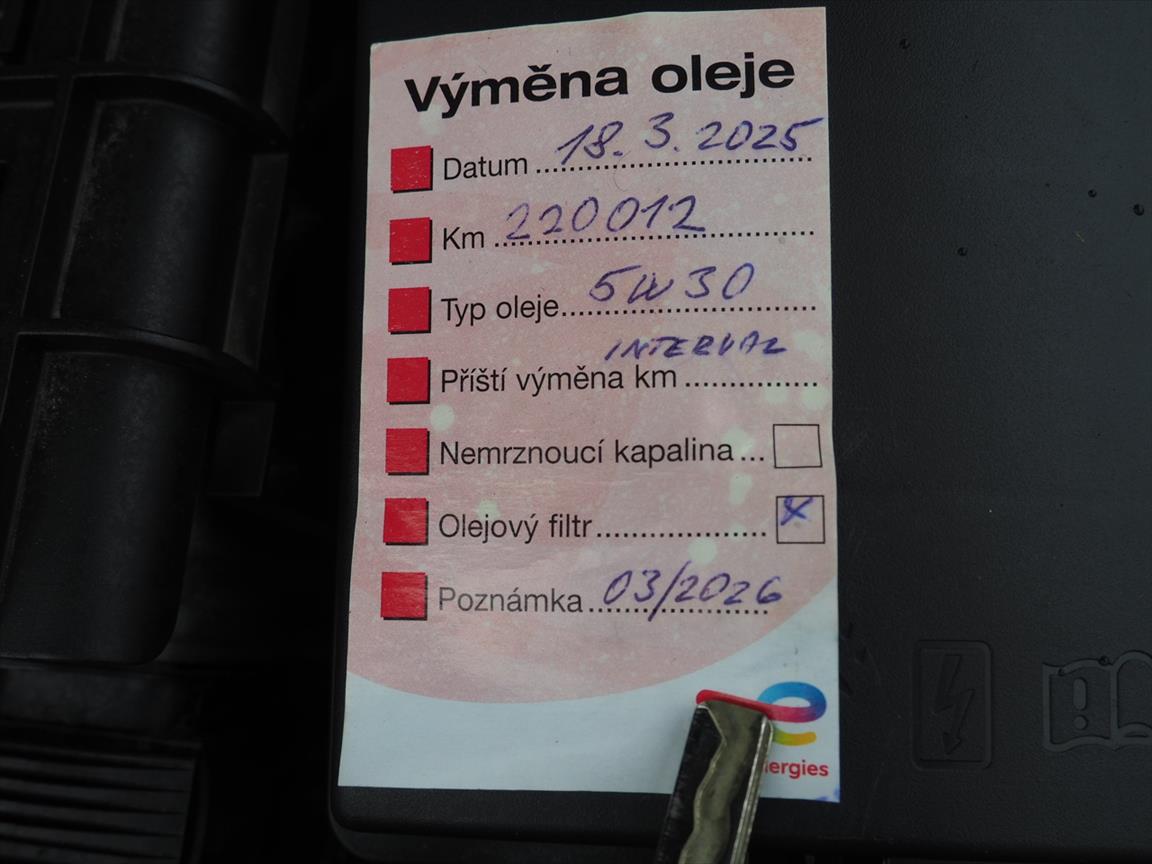 Výměna oleje
Datum 18. 3. 2025
Km 220012
Typ oleje 5W30
INTERVAL
Příští výměna km
Nemrznoucí kapalina
Olejový filtr x
Poznámka 03/2026
ergies